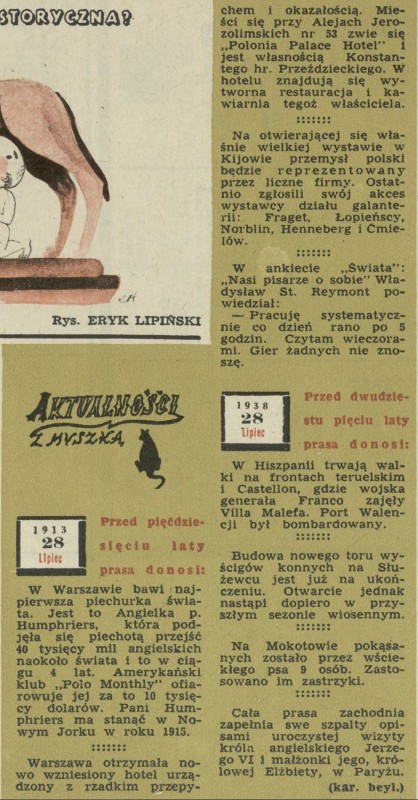 STORYCZNA?
Rys. ERYK LIPIŃSKI
AKTUALNOŚCI
Z MYSZKĄ
1913
28
Lipiec
Przed pięćdzie-
sięciu laty
prasa donosi:
W Warszawie bawi naj-
pierwsza piechurka świa-
ta. Jest to Angielka p.
Humphriers, która pod-
jęła się piechotą przejść
40 tysięcy mil angielskich
naokoło świata i to w cią-
gu 4 lat. Amerykański
klub „Polo Monthly" ofia-
rowuje jej za to 10 tysię-
cy dolarów. Pani Hum-
phriers ma stanąć w No-
wym Jorku w roku 1915.
Warszawa otrzymała no-
wo wzniesiony hotel urzą-
dzony z rzadkim przepy-
chem i okazałością. Mie-
ści się przy Alejach Jero-
zolimskich nr 53 zwie się
„Polonia Palace Hotel" i
jest własnością Konstan-
tego hr. Przeździeckiego. W
hotelu znajdują się wy-
tworna restauracja i ka-
wiarnia tegoż właściciela.
Na otwierającej się wła-
śnie wielkiej wystawie w
Kijowie przemysł polski
będzie reprezentowany
przez liczne firmy. Ostat-
nio zgłosili swój akces
wystawcy działu galante-
rii: Fraget, Łopieńscy,
Norblin, Henneberg i Ćmie-
lów.
W ankiecie „Świata":
„Nasi pisarze o sobie" Wła-
dysław St. Reymont po-
wiedział:
— Pracuję systematycz-
nie co dzień rano po 5
godzin. Czytam wieczora-
mi. Gier żadnych nie zno-
szę.
1938
28
Lipiec
Przed dwudzie-
stu pięciu laty
prasa donosi:
W Hiszpanii trwają wal-
ki na frontach teruelskim
i Castellon, gdzie wojska
generała Franco zajęły
Villa Malefa. Port Walen-
cji był bombardowany.
Budowa nowego toru wy-
ścigów konnych na Słu-
żewcu jest już na ukoń-
czeniu. Otwarcie jednak
nastąpi dopiero w przy-
szłym sezonie wiosennym.
Na Mokotowie pokąsa-
nych zostało przez wście-
kłego psa 9 osób. Zasto-
sowano im zastrzyki.
Cała prasa zachodnia
zapełnia swe szpalty opi-
sami uroczystej wizyty
króla angielskiego Jerze-
go VI i małżonki jego, kró-
lowej Elżbiety, w Paryżu.
(kar. beyl.)